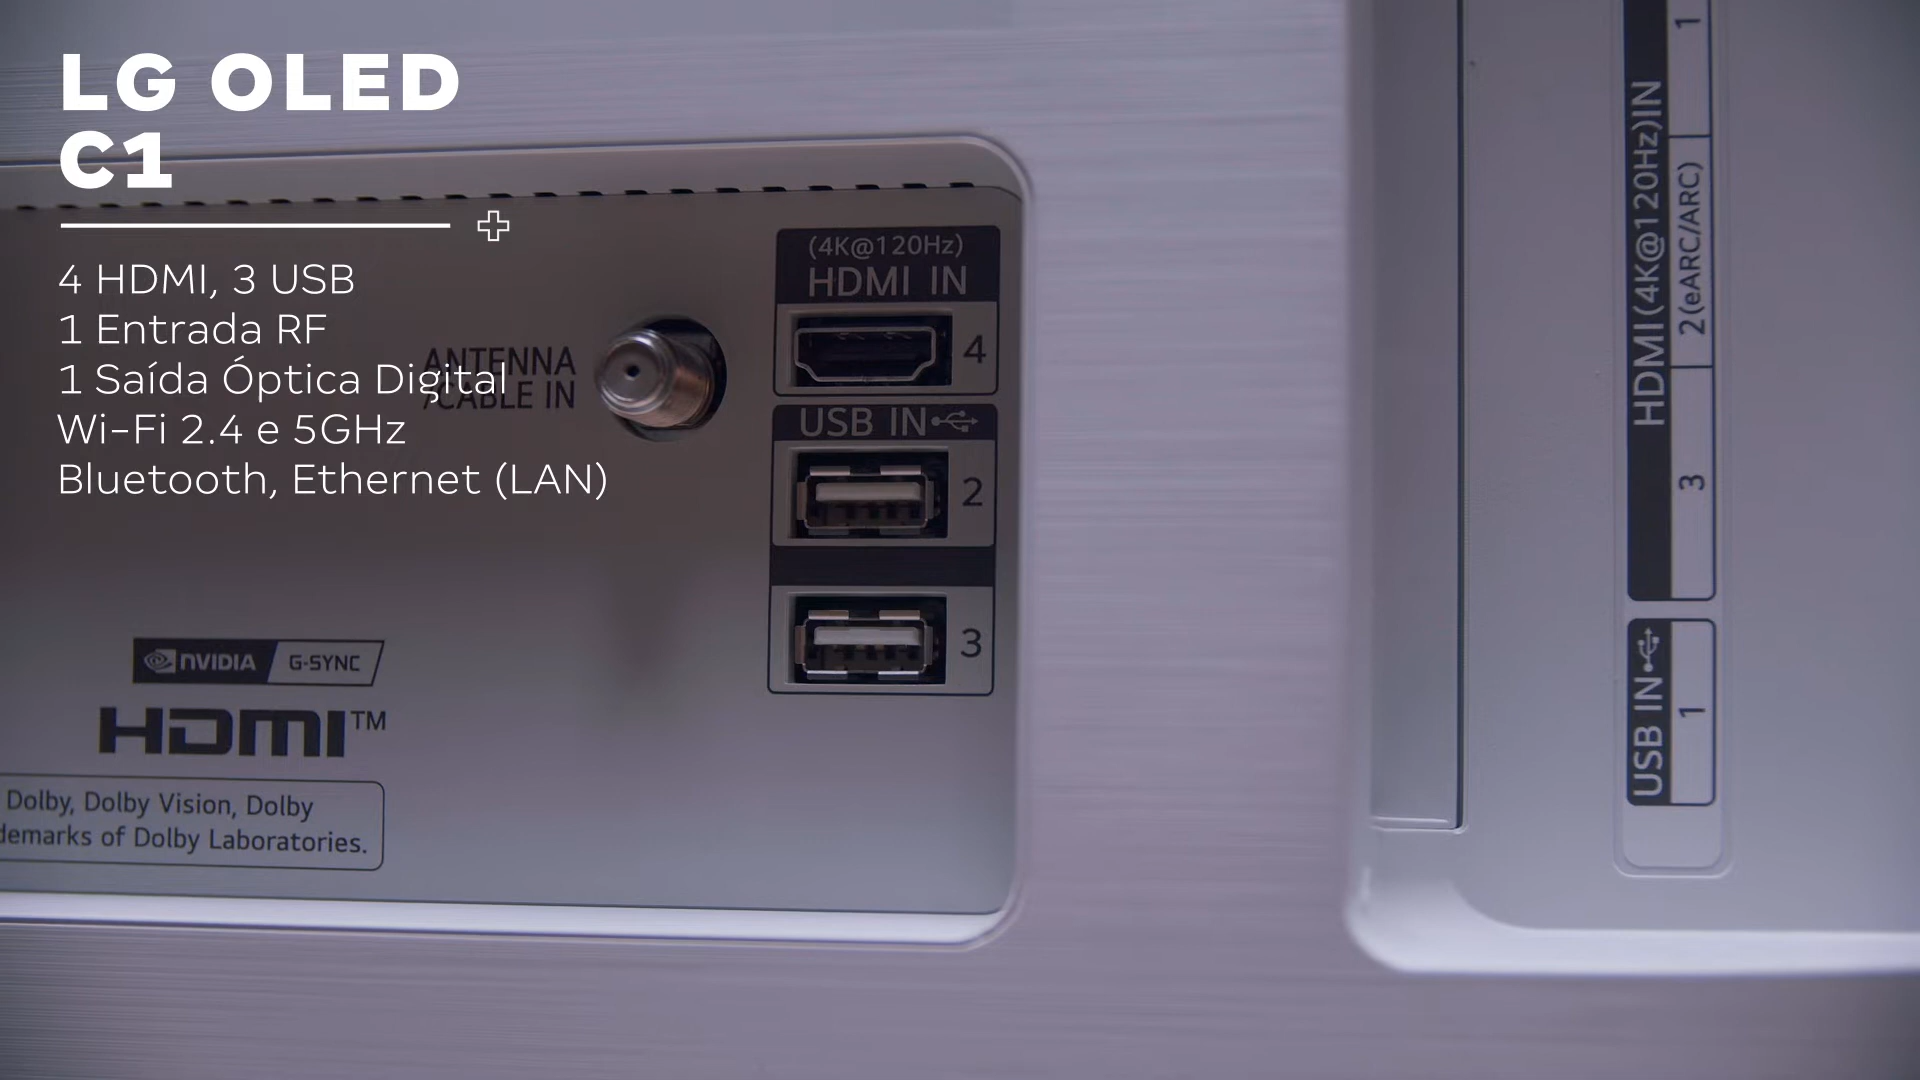 LG OLED
C1
4 HDMI, 3 USB
1 Entrada RF
1 Saída Óptica Digital
Wi-Fi 2.4 e 5GHz
Bluetooth, Ethernet (LAN)
ANTENNA
/CABLE IN
(4K@120Hz)
HDMI IN
4
USB IN
2
3
NVIDIA G-SYNC
HDMI™
Dolby, Dolby Vision, Dolby
demarks of Dolby Laboratories.
HDMI(4K@120Hz)IN
1
2(eARC/ARC)
3
USB IN
1